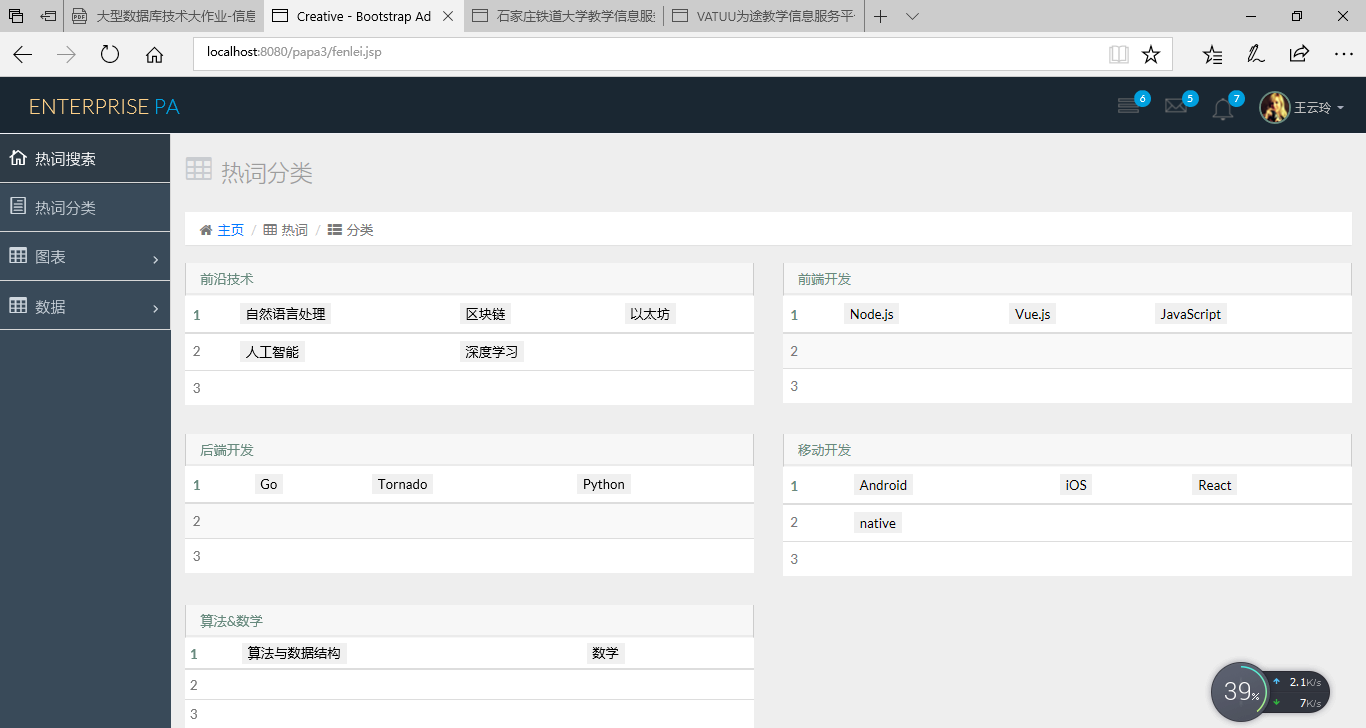 大型数据库技术大作业-信息
Creative - Bootstrap Ad
石家庄铁道大学教学信息服
VATUU为途教学信息服务平
localhost:8080/papa3/fenlei.jsp
ENTERPRISE PA
6
5
7
王云玲
热词搜索
热词分类
图表
数据
热词分类
主页 / 热词 / 分类
前沿技术
1 自然语言处理 区块链 以太坊
2 人工智能 深度学习
3
前端开发
1 Node.js Vue.js JavaScript
2
3
后端开发
1 Go Tornado Python
2
3
移动开发
1 Android iOS React
2 native
3
算法&数学
1 算法与数据结构 数学
2
3
39%
2.1K/s
7K/s